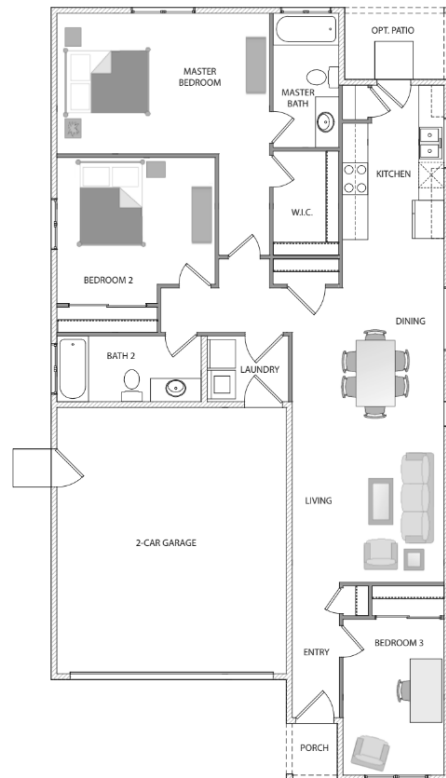 OPT. PATIO
MASTER
BEDROOM
MASTER
BATH
KITCHEN
W.I.C.
BEDROOM 2
DINING
BATH 2
LAUNDRY
LIVING
2-CAR GARAGE
BEDROOM 3
ENTRY
PORCH